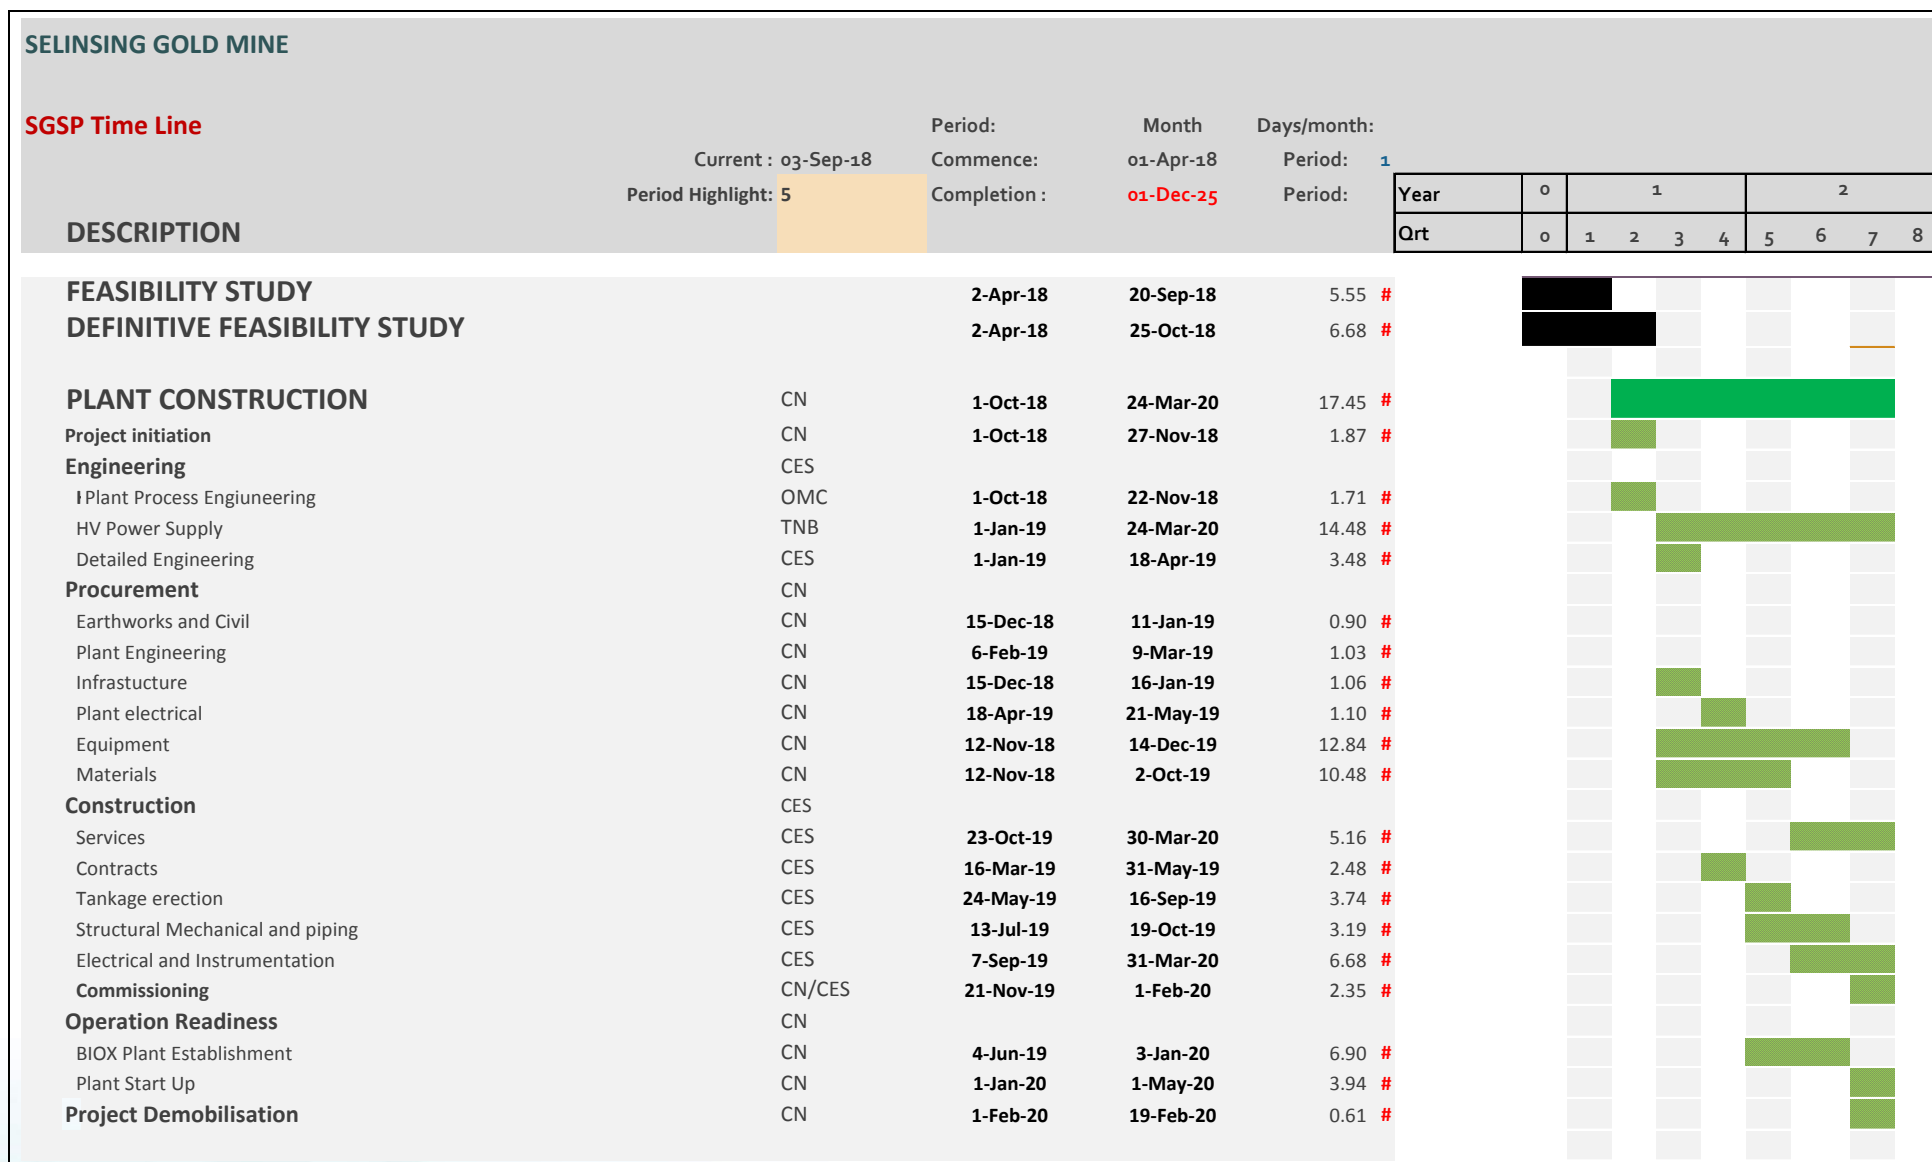 SELINSING GOLD MINE
SGSP Time Line Period: Month Days/month:
Current : 03-Sep-18 Commence: 01-Apr-18 Period: 1
Period Highlight: 5 Completion : 01-Dec-25 Period: Year 0 1 2
DESCRIPTION Qrt 0 1 2 3 4 5 6 7 8
FEASIBILITY STUDY 2-Apr-18 20-Sep-18 5.55 #
DEFINITIVE FEASIBILITY STUDY 2-Apr-18 25-Oct-18 6.68 #
PLANT CONSTRUCTION CN 1-Oct-18 24-Mar-20 17.45 #
Project initiation CN 1-Oct-18 27-Nov-18 1.87 #
Engineering CES
Plant Process Engiuneering OMC 1-Oct-18 22-Nov-18 1.71 #
HV Power Supply TNB 1-Jan-19 24-Mar-20 14.48 #
Detailed Engineering CES 1-Jan-19 18-Apr-19 3.48 #
Procurement CN
Earthworks and Civil CN 15-Dec-18 11-Jan-19 0.90 #
Plant Engineering CN 6-Feb-19 9-Mar-19 1.03 #
Infrastucture CN 15-Dec-18 16-Jan-19 1.06 #
Plant electrical CN 18-Apr-19 21-May-19 1.10 #
Equipment CN 12-Nov-18 14-Dec-19 12.84 #
Materials CN 12-Nov-18 2-Oct-19 10.48 #
Construction CES
Services CES 23-Oct-19 30-Mar-20 5.16 #
Contracts CES 16-Mar-19 31-May-19 2.48 #
Tankage erection CES 24-May-19 16-Sep-19 3.74 #
Structural Mechanical and piping CES 13-Jul-19 19-Oct-19 3.19 #
Electrical and Instrumentation CES 7-Sep-19 31-Mar-20 6.68 #
Commissioning CN/CES 21-Nov-19 1-Feb-20 2.35 #
Operation Readiness CN
BIOX Plant Establishment CN 4-Jun-19 3-Jan-20 6.90 #
Plant Start Up CN 1-Jan-20 1-May-20 3.94 #
Project Demobilisation CN 1-Feb-20 19-Feb-20 0.61 #